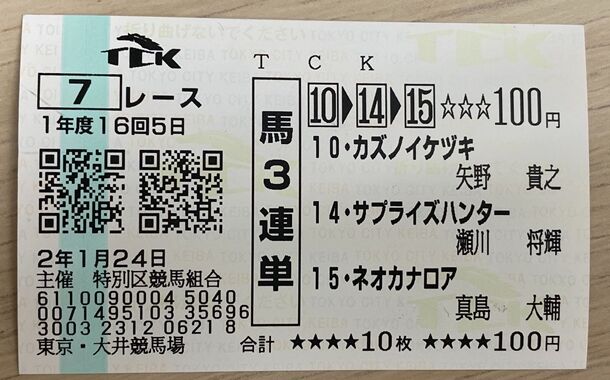 TCK
T C K
7 レース
1年度16回5日
2年1月24日
主催 特別区競馬組合
6110090004 5040
0071495103 35696
3003 2312 0621 8
東京・大井競馬場
馬3連単
10▶14▶15☆☆☆100円
10・カズノイケヅキ
矢野 貴之
14・サプライズハンター
瀬川 将輝
15・ネオカナロア
真島 大輔
合計 ★★★★10枚 ★★★★100円